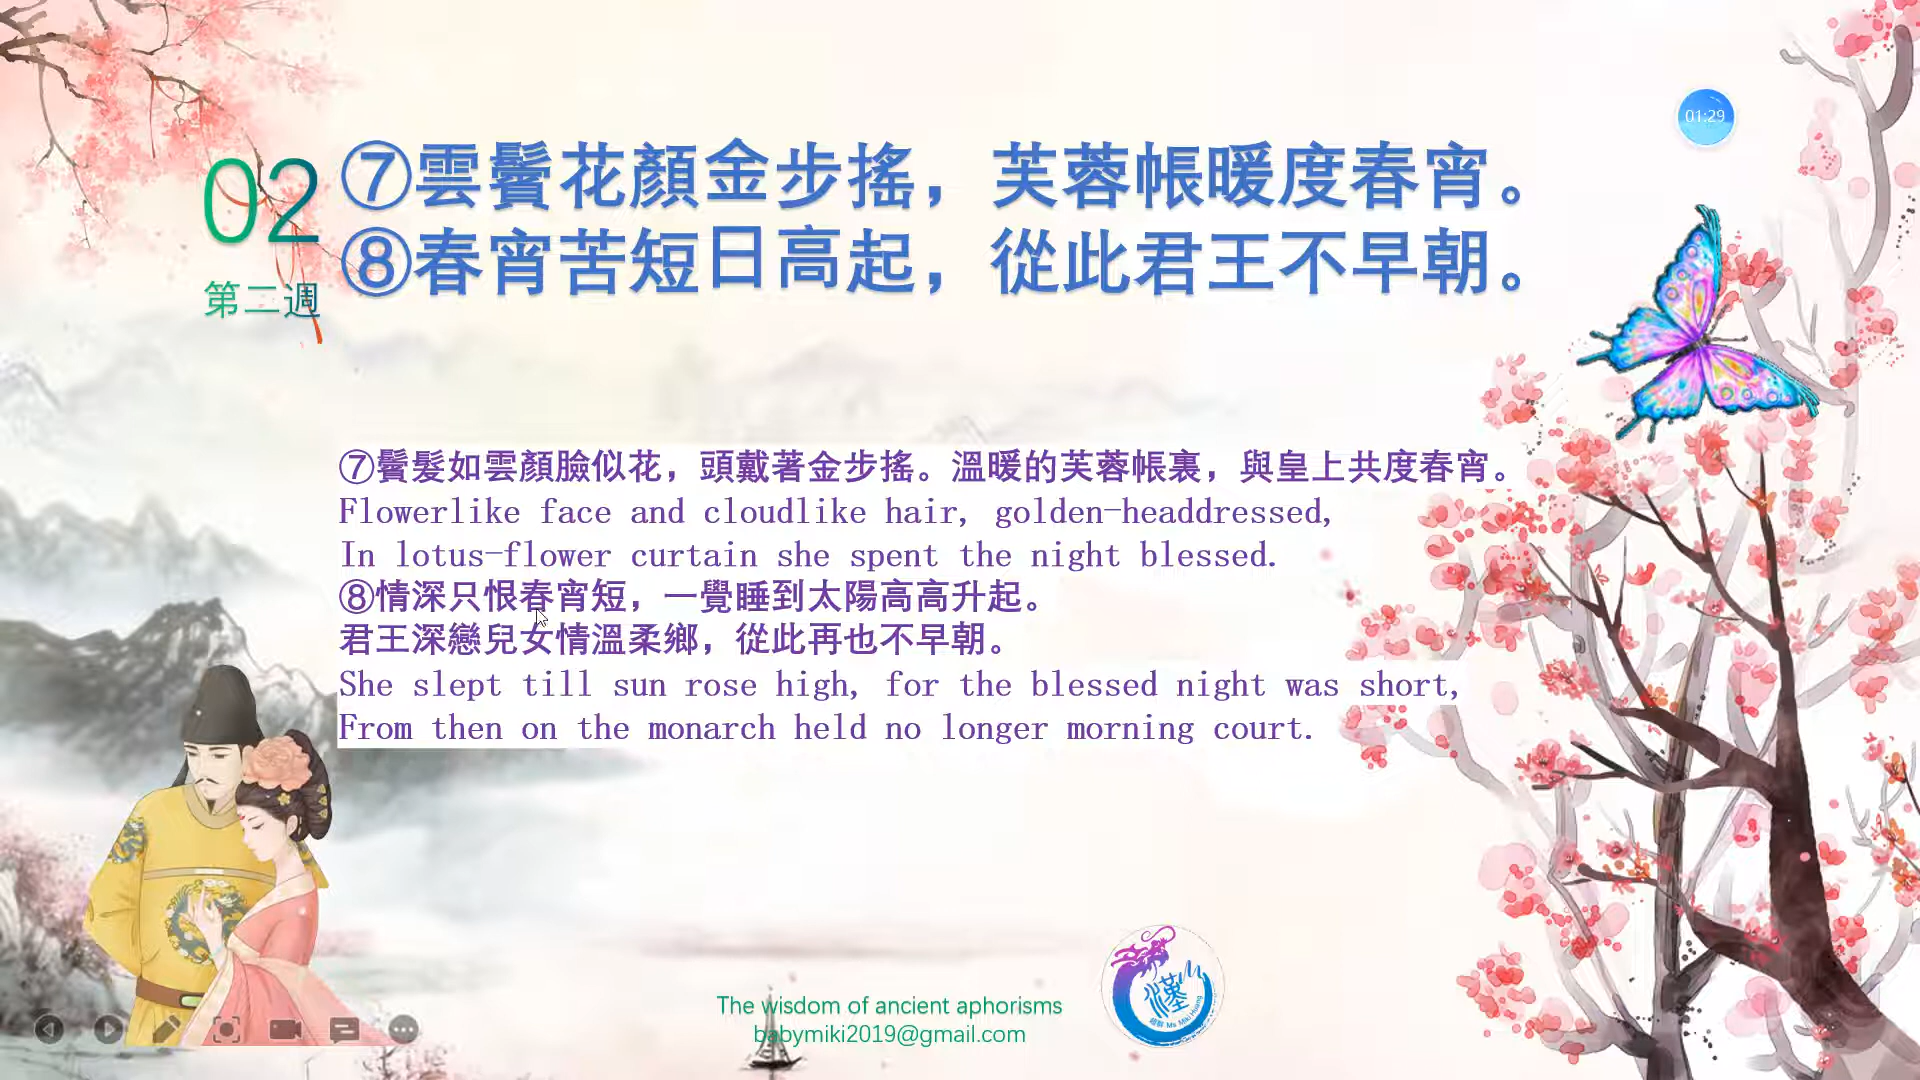 02
第二週
⑦雲鬢花顏金步搖，芙蓉帳暖度春宵。
⑧春宵苦短日高起，從此君王不早朝。
01:29
⑦鬢髮如雲顏臉似花，頭戴著金步搖。溫暖的芙蓉帳裏，與皇上共度春宵。
Flowerlike face and cloudlike hair, golden-headdressed,
In lotus-flower curtain she spent the night blessed.
⑧情深只恨春宵短，一覺睡到太陽高高升起。
君王深戀兒女情溫柔鄉，從此再也不早朝。
She slept till sun rose high, for the blessed night was short,
From then on the monarch held no longer morning court.
The wisdom of ancient aphorisms
babymiki2019@gmail.com